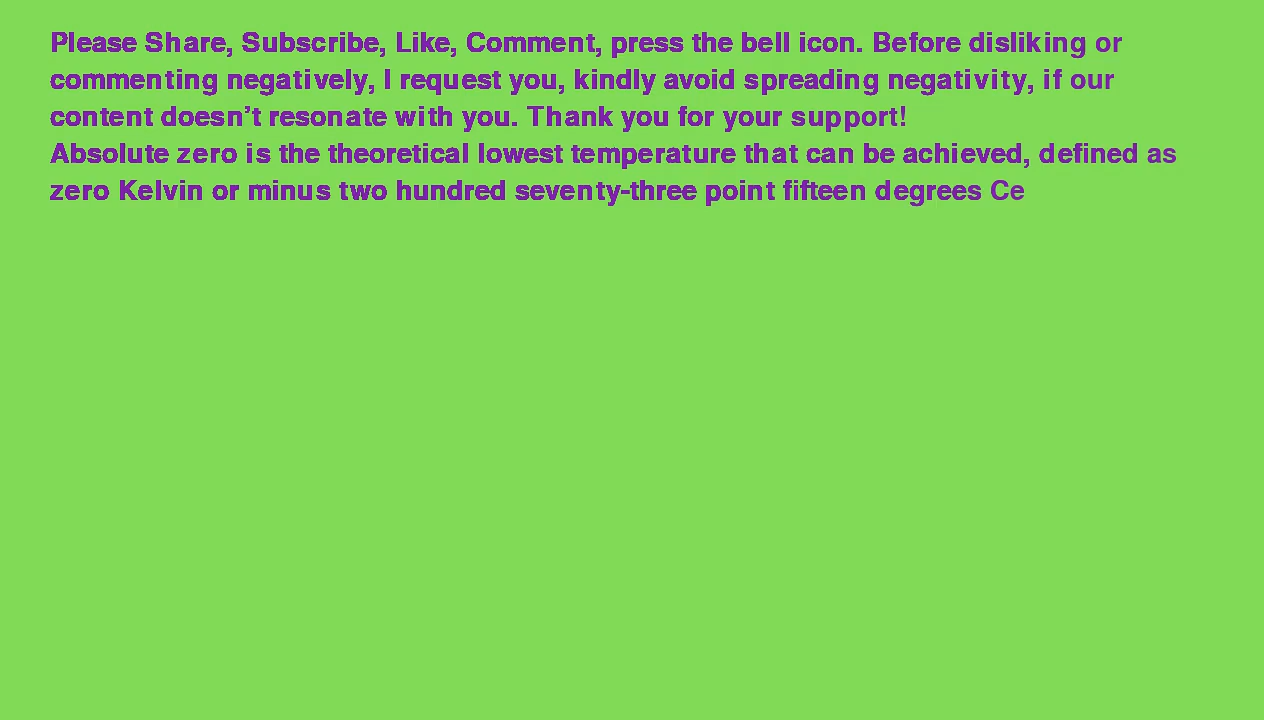 Please Share, Subscribe, Like, Comment, press the bell icon. Before disliking or
commenting negatively, I request you, kindly avoid spreading negativity, if our
content doesn’t resonate with you. Thank you for your support!
Absolute zero is the theoretical lowest temperature that can be achieved, defined as
zero Kelvin or minus two hundred seventy-three point fifteen degrees Ce